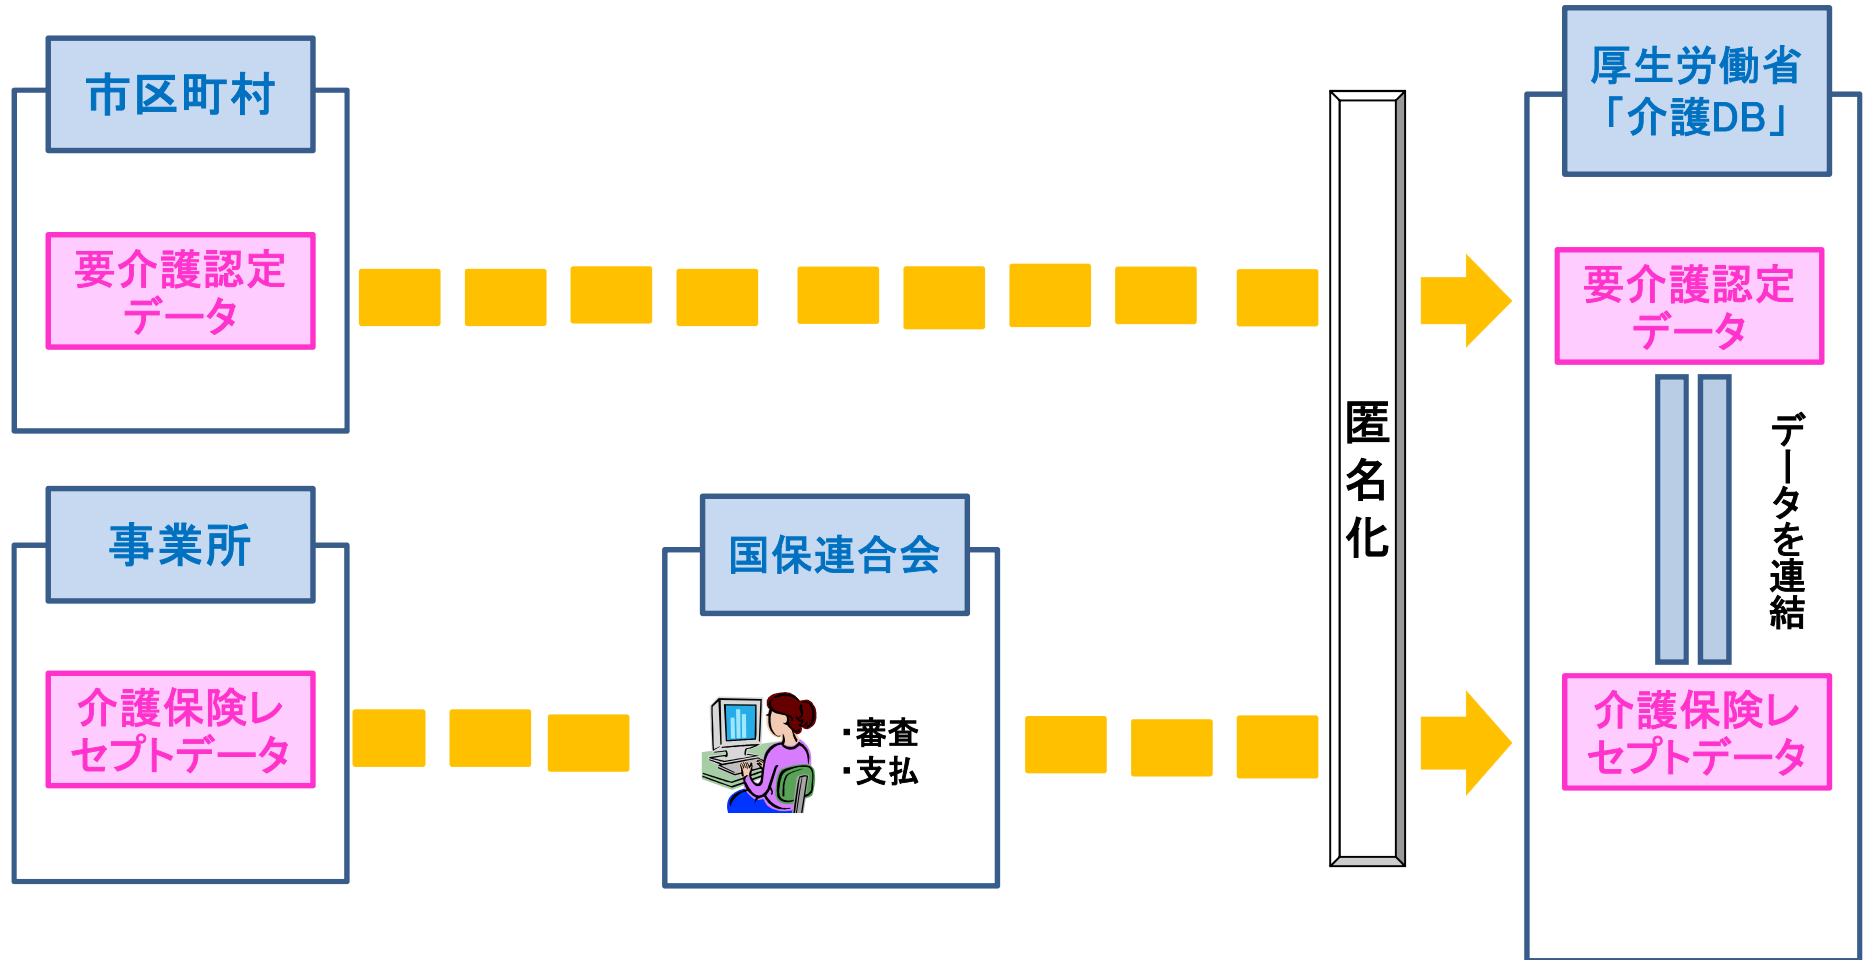 市区町村
要介護認定
データ
事業所
介護保険レ
セプトデータ
国保連合会
・審査
・支払
匿名化
厚生労働省
「介護DB」
要介護認定
データ
データを連結
介護保険レ
セプトデータ